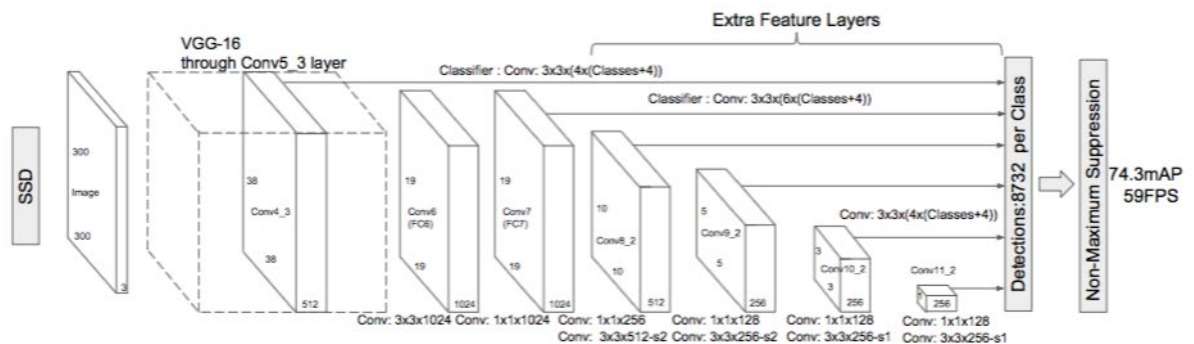 Extra Feature Layers
VGG-16
through Conv5_3 layer
Classifier : Conv: 3x3x(4x(Classes+4))
Classifier : Conv: 3x3x(6x(Classes+4))
SSD
300
Image
300
3
38
Conv4_3
38
512
19
Conv6
(FC6)
19
1024
19
Conv7
(FC7)
19
1024
10
Conv8_2
10
512
5
Conv9_2
5
256
Conv: 3x3x(4x(Classes+4))
3
Conv10_2
3
256
Conv11_2
1
256
Detections:8732 per Class
Non-Maximum Suppression
74.3mAP
59FPS
Conv: 3x3x1024
Conv: 1x1x1024
Conv: 1x1x256
Conv: 3x3x512-s2
Conv: 1x1x128
Conv: 3x3x256-s2
Conv: 1x1x128
Conv: 3x3x256-s1
Conv: 1x1x128
Conv: 3x3x256-s1